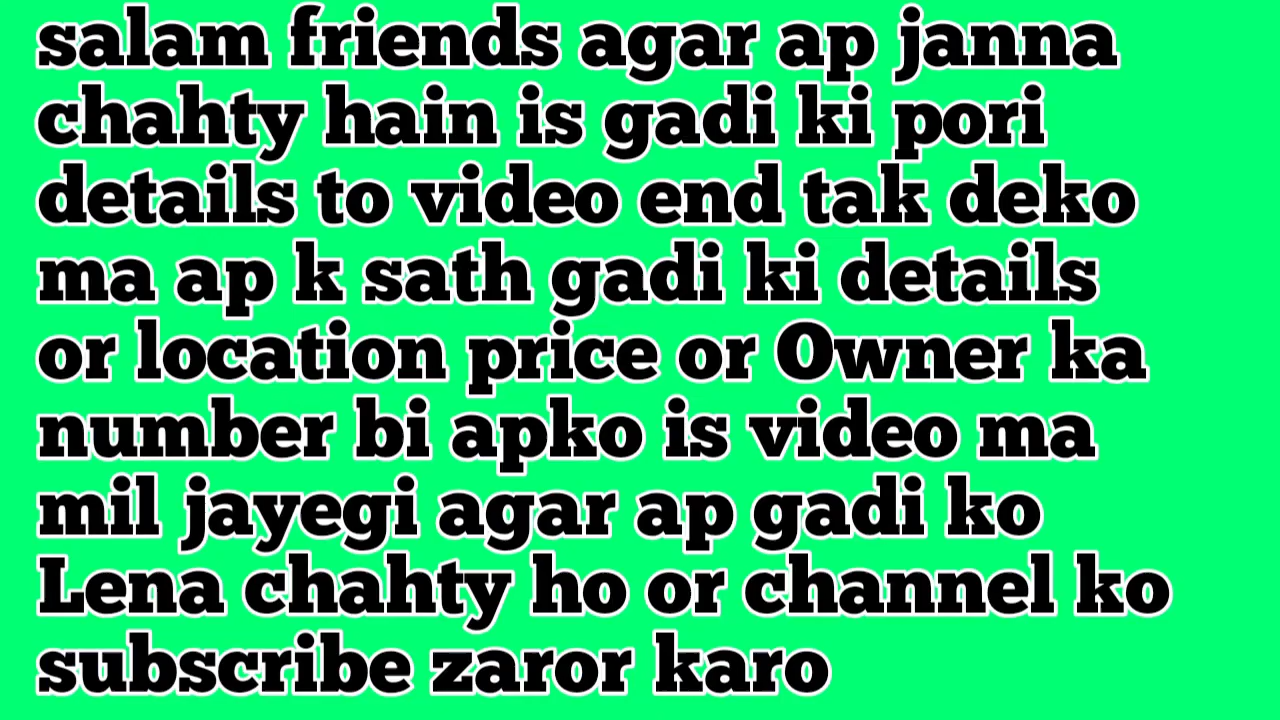 salam friends agar ap janna
chahty hain is gadi ki pori
details to video end tak deko
ma ap k sath gadi ki details
or location price or Owner ka
number bi apko is video ma
mil jayegi agar ap gadi ko
Lena chahty ho or channel ko
subscribe zaror karo